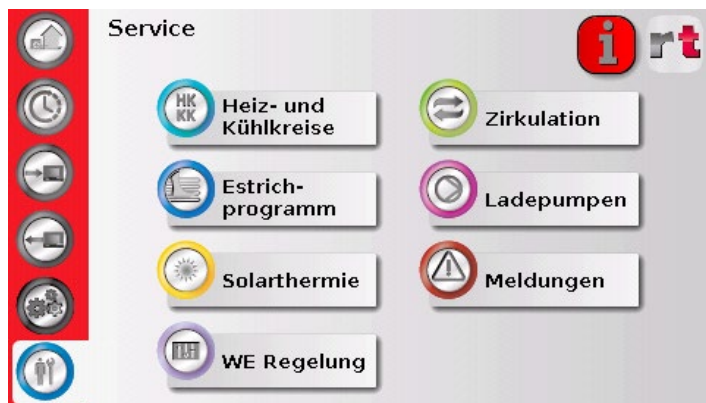 Service
i
rt
HK
KK
Heiz- und
Kühlkreise
Zirkulation
Estrich-
programm
Ladepumpen
Solarthermie
Meldungen
WE Regelung